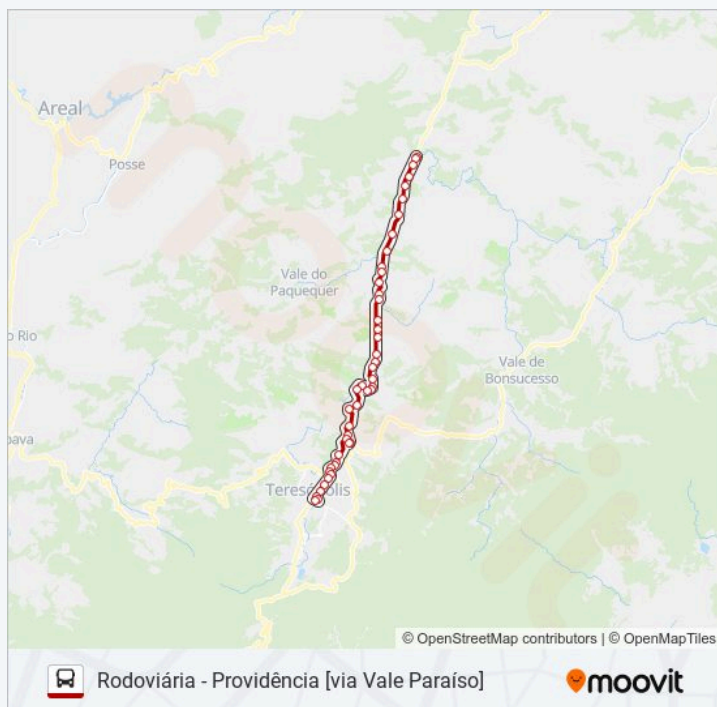 Areal
Posse
Vale do
Paquequer
o Rio
Vale de
Bonsucesso
pava
Teresópolis
© OpenStreetMap contributors | © OpenMapTiles
Rodoviária - Providência [via Vale Paraíso]
moovit